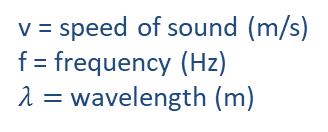 v = speed of sound (m/s)
f = frequency (Hz)
λ = wavelength (m)